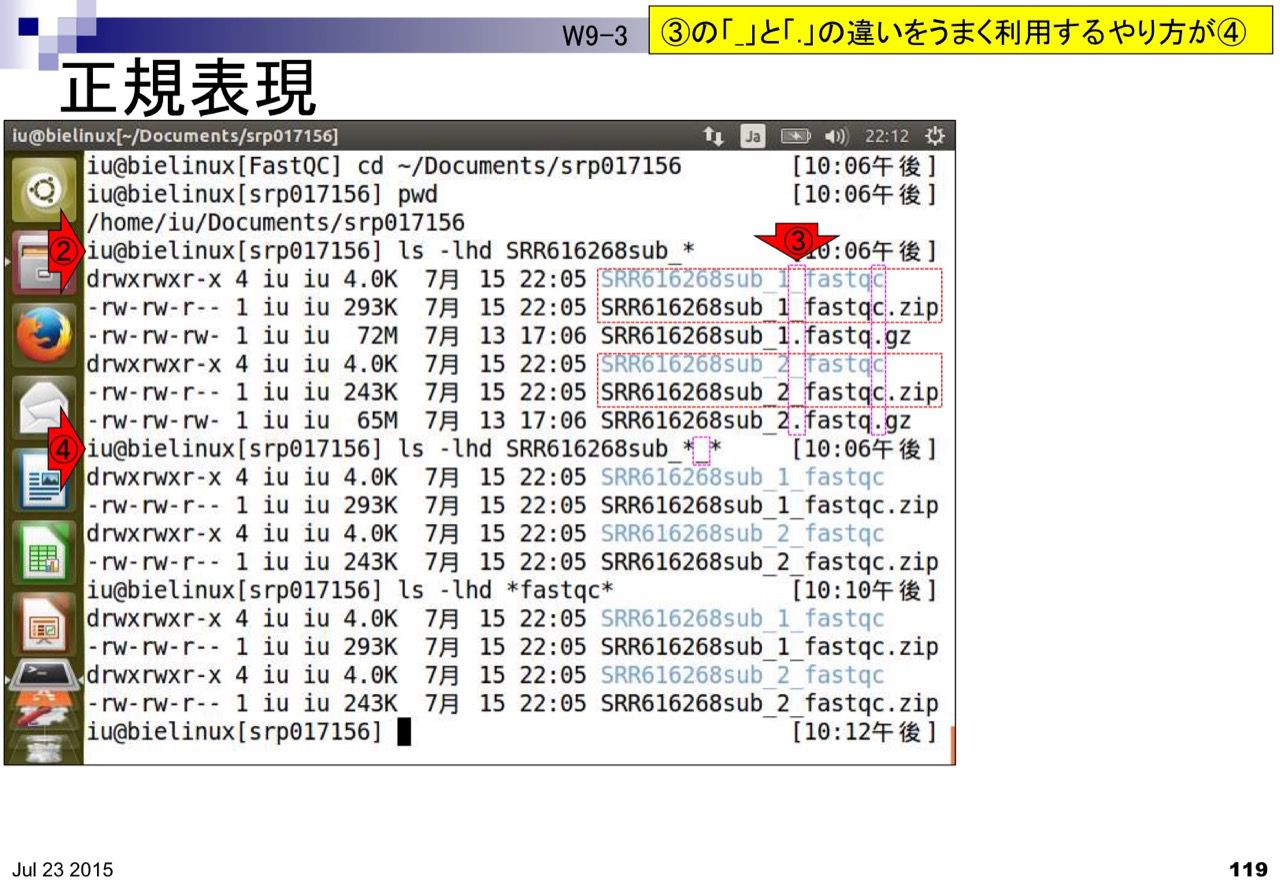 W9-3
③の「_」と「.」の違いをうまく利用するやり方が④
正規表現
iu@bielinux[~/Documents/srp017156] Ja 22:12
iu@bielinux[FastQC] cd ~/Documents/srp017156 [10:06午後]
iu@bielinux[srp017156] pwd [10:06午後]
/home/iu/Documents/srp017156
② iu@bielinux[srp017156] ls -lhd SRR616268sub_* ③ 10:06午後]
drwxrwxr-x 4 iu iu 4.0K 7月 15 22:05 SRR616268sub_1_fastqc
-rw-rw-r-- 1 iu iu 293K 7月 15 22:05 SRR616268sub_1_fastqc.zip
-rw-rw-rw- 1 iu iu 72M 7月 13 17:06 SRR616268sub_1.fastq.gz
drwxrwxr-x 4 iu iu 4.0K 7月 15 22:05 SRR616268sub_2_fastqc
-rw-rw-r-- 1 iu iu 243K 7月 15 22:05 SRR616268sub_2_fastqc.zip
-rw-rw-rw- 1 iu iu 65M 7月 13 17:06 SRR616268sub_2.fastq.gz
④ iu@bielinux[srp017156] ls -lhd SRR616268sub_*_* [10:06午後]
drwxrwxr-x 4 iu iu 4.0K 7月 15 22:05 SRR616268sub_1_fastqc
-rw-rw-r-- 1 iu iu 293K 7月 15 22:05 SRR616268sub_1_fastqc.zip
drwxrwxr-x 4 iu iu 4.0K 7月 15 22:05 SRR616268sub_2_fastqc
-rw-rw-r-- 1 iu iu 243K 7月 15 22:05 SRR616268sub_2_fastqc.zip
iu@bielinux[srp017156] ls -lhd *fastqc* [10:10午後]
drwxrwxr-x 4 iu iu 4.0K 7月 15 22:05 SRR616268sub_1_fastqc
-rw-rw-r-- 1 iu iu 293K 7月 15 22:05 SRR616268sub_1_fastqc.zip
drwxrwxr-x 4 iu iu 4.0K 7月 15 22:05 SRR616268sub_2_fastqc
-rw-rw-r-- 1 iu iu 243K 7月 15 22:05 SRR616268sub_2_fastqc.zip
iu@bielinux[srp017156] [10:12午後]
Jul 23 2015
119